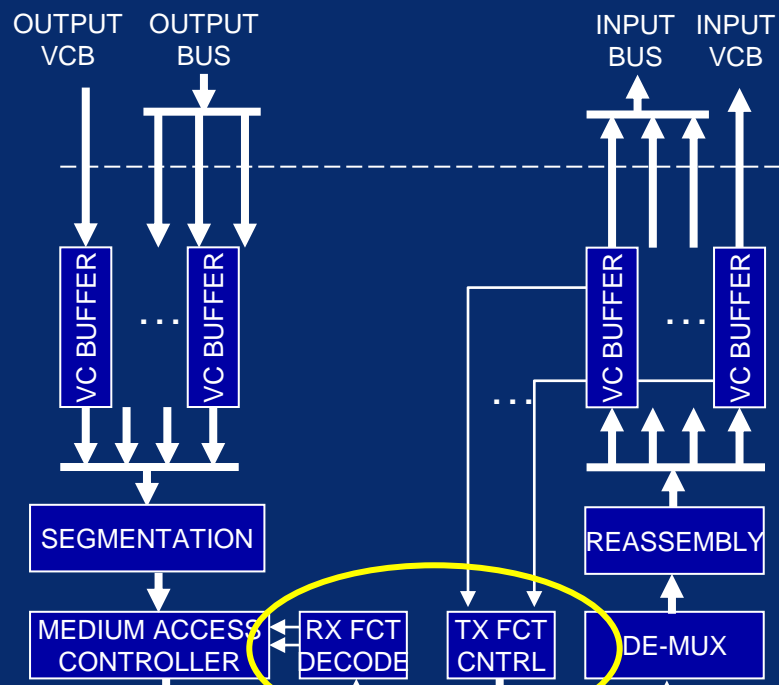 OUTPUT
VCB
OUTPUT
BUS
INPUT
BUS
INPUT
VCB
VC BUFFER
...
VC BUFFER
VC BUFFER
...
VC BUFFER
...
SEGMENTATION
REASSEMBLY
MEDIUM ACCESS
CONTROLLER
RX FCT
DECODE
TX FCT
CNTRL
DE-MUX